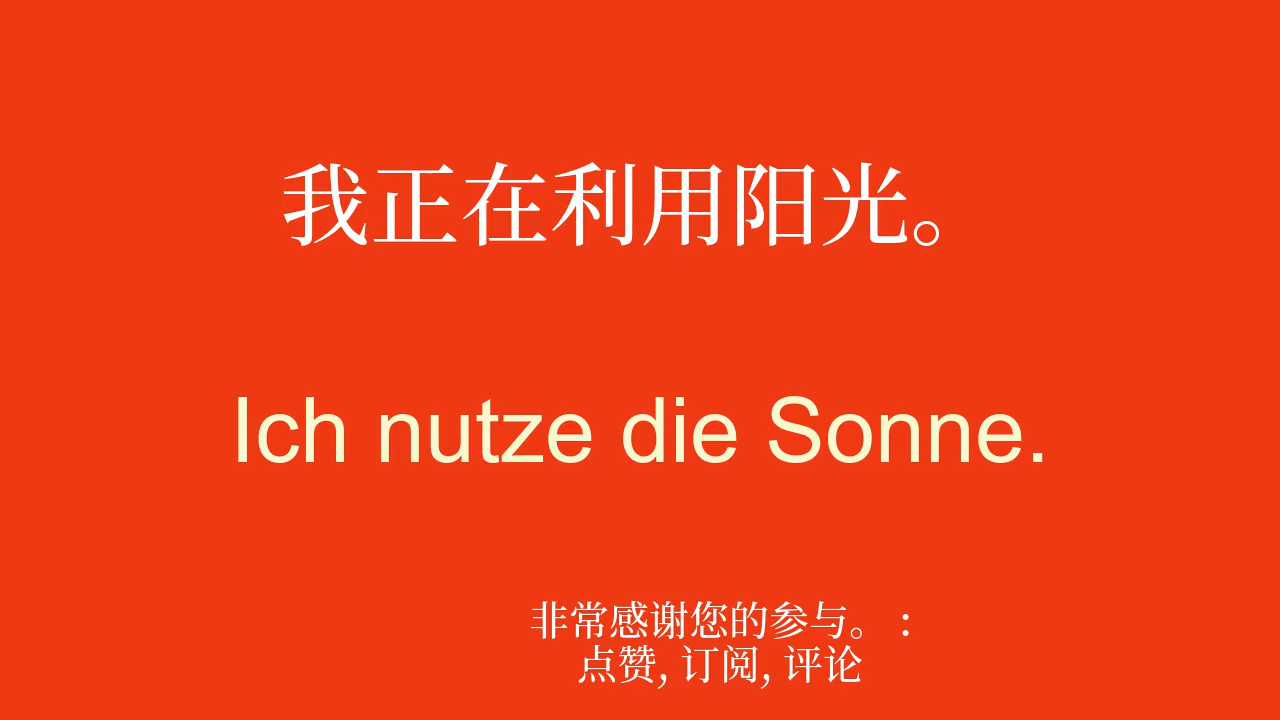 我正在利用阳光。
Ich nutze die Sonne.
非常感谢您的参与。 :
点赞, 订阅, 评论